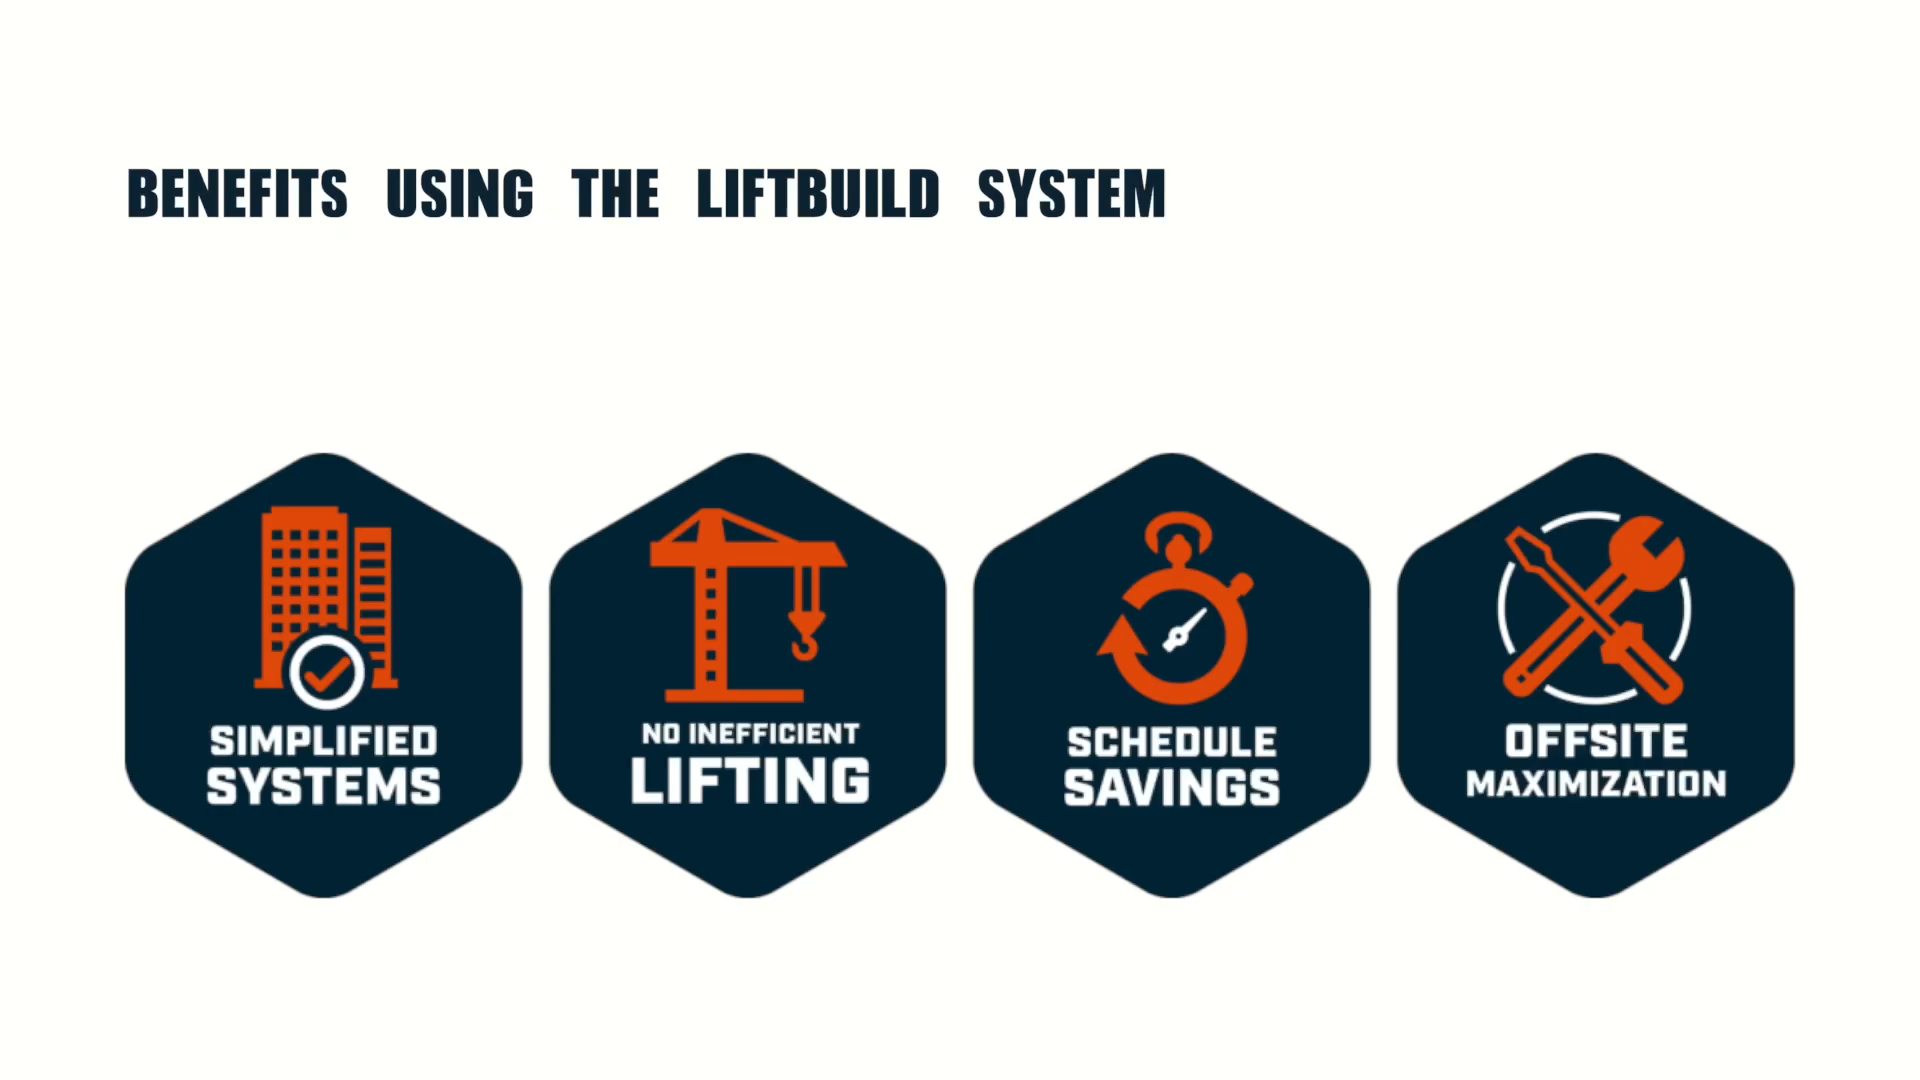 BENEFITS USING THE LIFTBUILD SYSTEM
SIMPLIFIED
SYSTEMS
NO INEFFICIENT
LIFTING
SCHEDULE
SAVINGS
OFFSITE
MAXIMIZATION